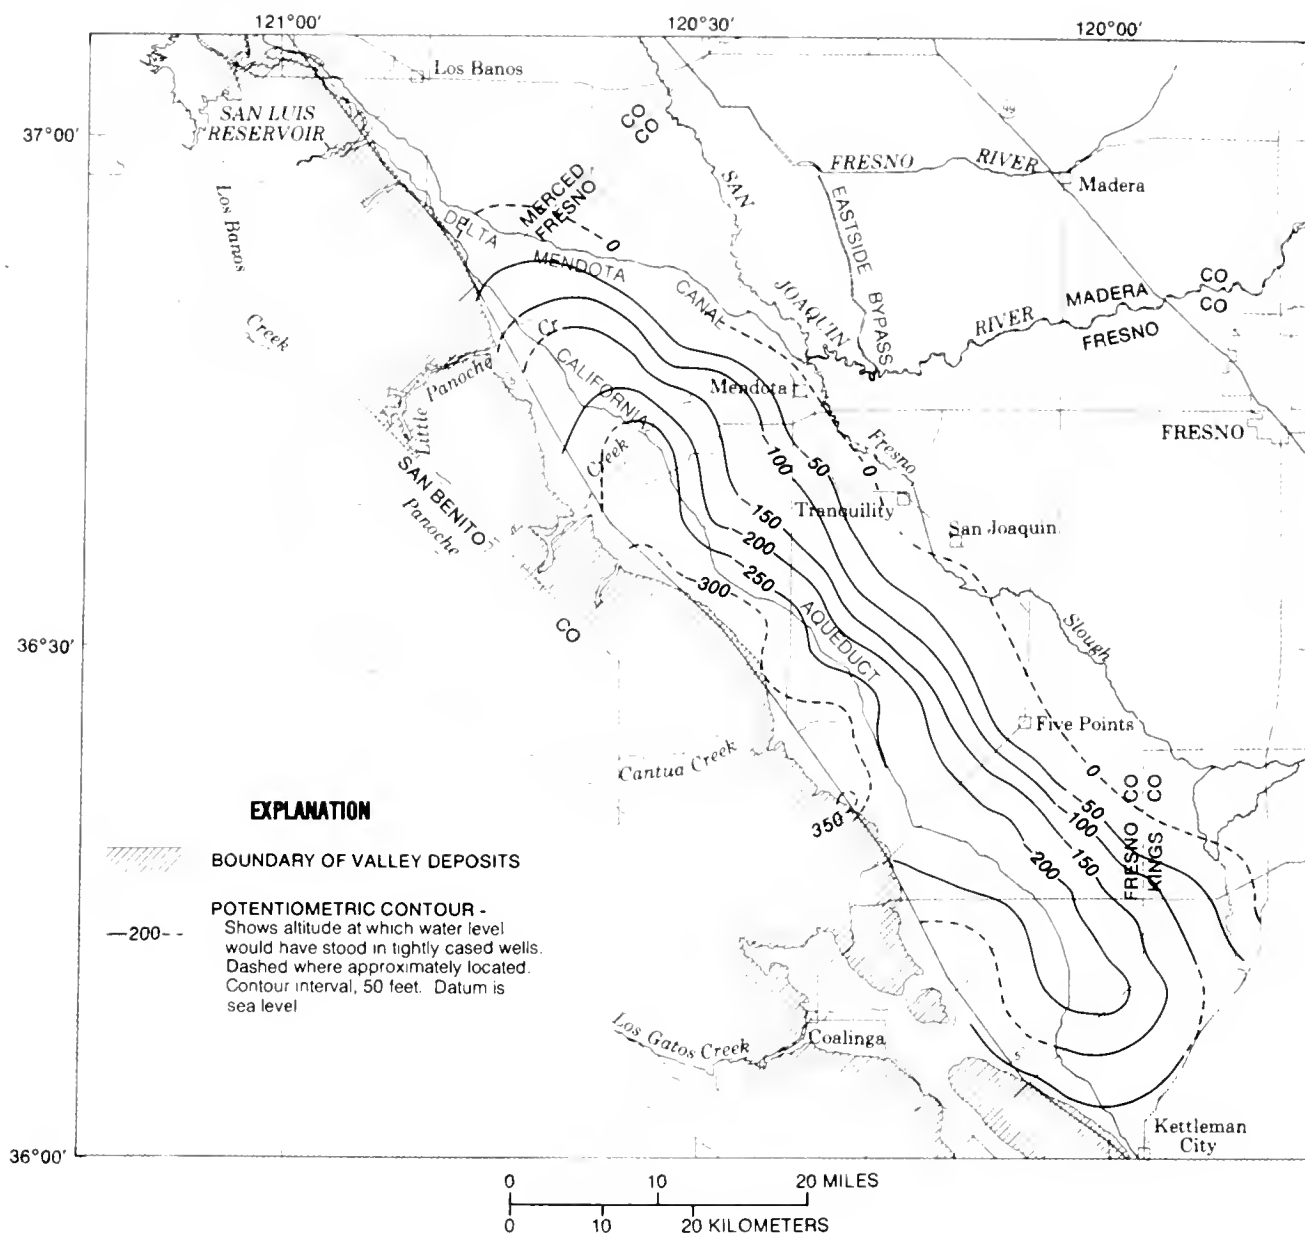 121°00'
120°30'
120°00'
37°00'
36°30'
36°00'
Los Banos
SAN LUIS
RESERVOIR
Los Banos
Creek
CO
CO
MERCED
FRESNO
0
DELTA
MENDOTA
CANAL
SAN
JOAQUIN
RIVER
FRESNO RIVER
Madera
99
EASTSIDE
BYPASS
MADERA CO
FRESNO CO
FRESNO
Mendota
Cr
Little Panoche
CALIFORNIA
AQUEDUCT
Creek
Panoche
SAN BENITO
CO
Fresno
Slough
Tranquility
San Joaquin
0
50
100
150
200
250
300
350
Five Points
Cantua Creek
0
50
100
150
200
FRESNO CO
KINGS CO
Los Gatos Creek
Coalinga
5
Kettleman
City
EXPLANATION
BOUNDARY OF VALLEY DEPOSITS
POTENTIOMETRIC CONTOUR -
—200- -
Shows altitude at which water level
would have stood in tightly cased wells.
Dashed where approximately located.
Contour interval, 50 feet. Datum is
sea level
0 10 20 MILES
0 10 20 KILOMETERS